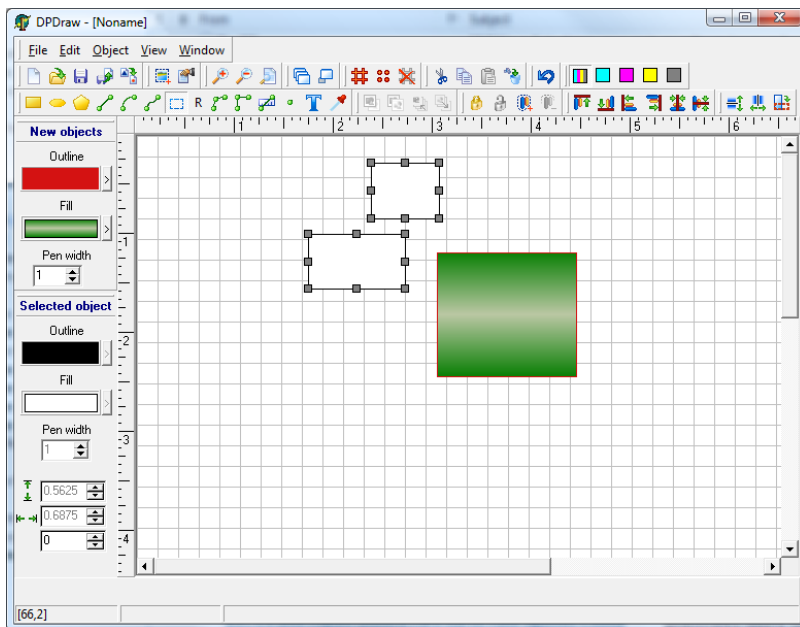 DPDraw - [Noname]
File Edit Object View Window
R T
New objects
Outline
Fill
Pen width
1
Selected object
Outline
Fill
Pen width
1
0.5625
0.6875
0
1 2 3 4 5 6
1
2
3
4
[66,2]